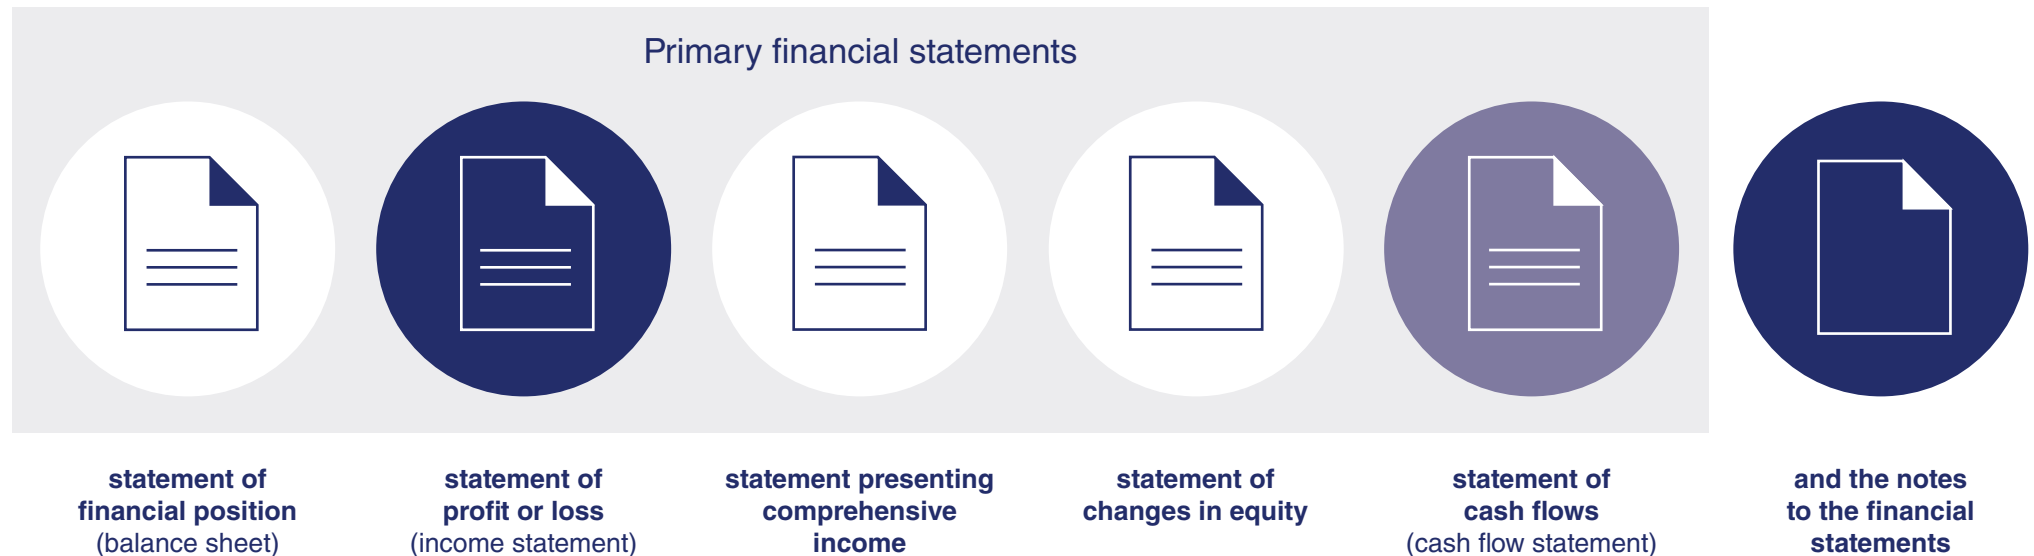 Primary financial statements
statement of
financial position
(balance sheet)
statement of
profit or loss
(income statement)
statement presenting
comprehensive
income
statement of
changes in equity
statement of
cash flows
(cash flow statement)
and the notes
to the financial
statements